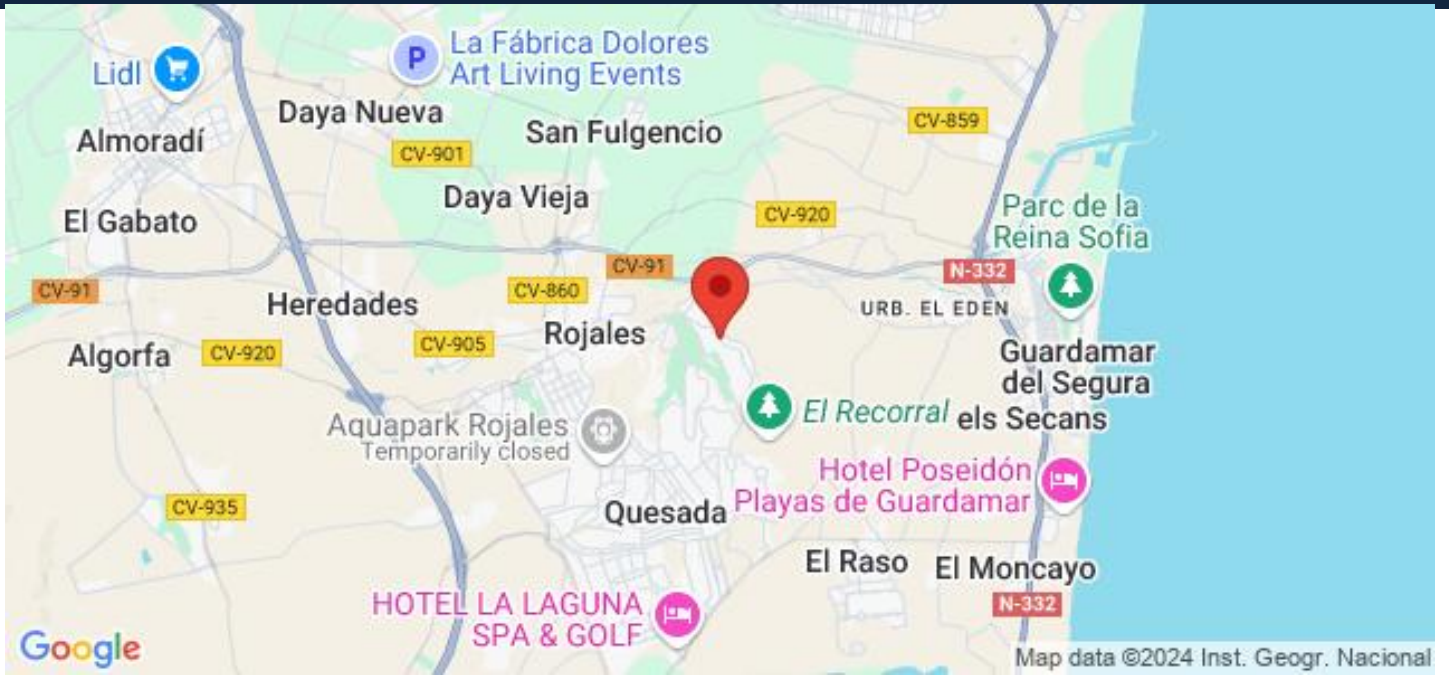 La Fábrica Dolores
Art Living Events
P
Lidl
Daya Nueva
CV-859
San Fulgencio
Almoradí
CV-901
Daya Vieja
Parc de la
Reina Sofia
El Gabato
CV-920
CV-91
N-332
CV-91
CV-860
Heredades
URB. EL EDEN
Rojales
CV-905
Algorfa
CV-920
Guardamar
del Segura
El Recorral
els Secans
Aquapark Rojales
Temporarily closed
Hotel Poseidón
Playas de Guardamar
CV-935
Quesada
El Raso
El Moncayo
HOTEL LA LAGUNA
SPA & GOLF
N-332
Google
Map data ©2024 Inst. Geogr. Nacional